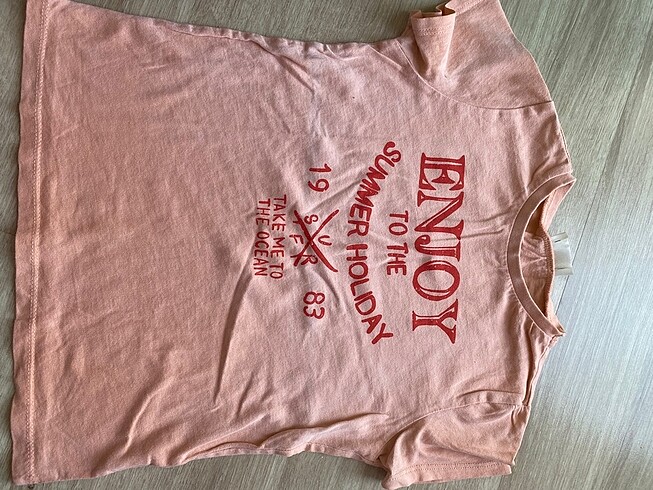 ENJOY
TO THE
SUMMER HOLIDAY
19 83
S U R F
TAKE ME TO
THE OCEAN